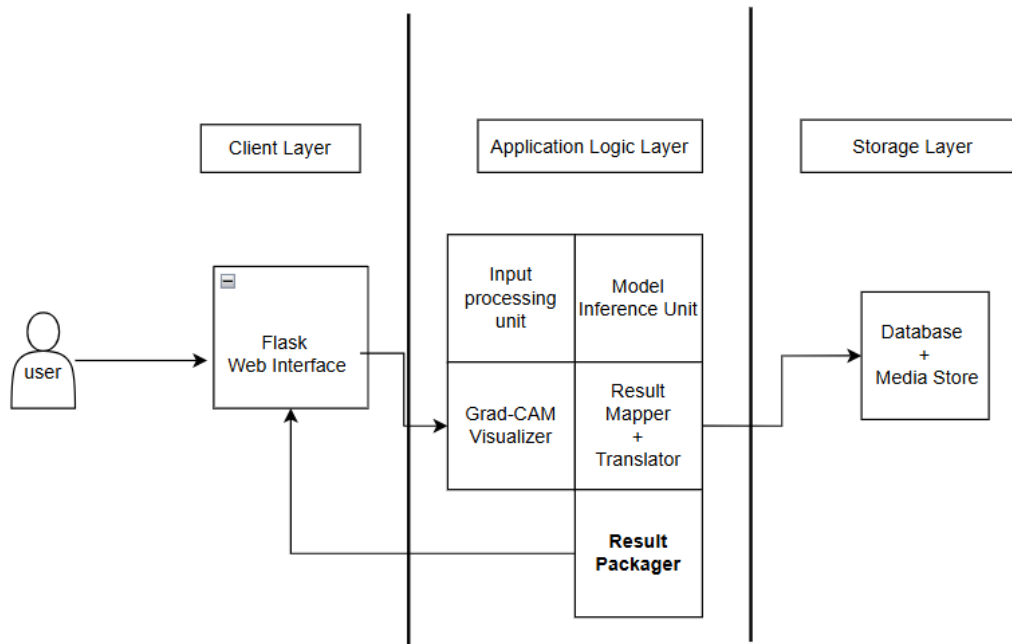 Client Layer
Application Logic Layer
Storage Layer
user
Flask
Web Interface
Input
processing
unit
Model
Inference Unit
Grad-CAM
Visualizer
Result
Mapper
+
Translator
Result
Packager
Database
+
Media Store